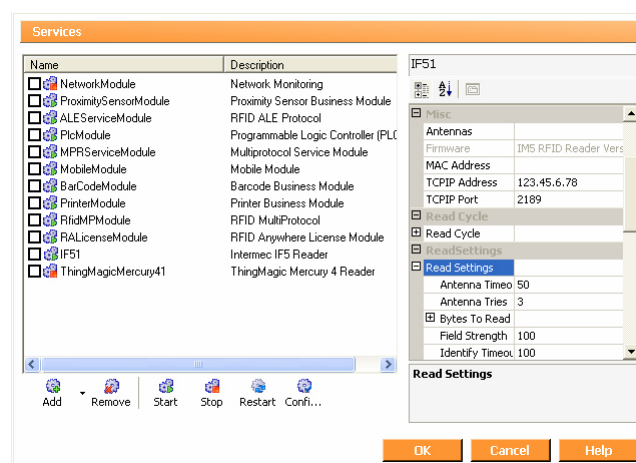 Services
Name Description
NetworkModule Network Monitoring
ProximitySensorModule Proximity Sensor Business Module
ALEServiceModule RFID ALE Protocol
PlcModule Programmable Logic Controller (PLC
MPRServiceModule Multiprotocol Service Module
MobileModule Mobile Module
BarCodeModule Barcode Business Module
PrinterModule Printer Business Module
RfidMPModule RFID MultiProtocol
RALicenseModule RFID Anywhere License Module
IF51 Intermec IF5 Reader
ThingMagicMercury41 ThingMagic Mercury 4 Reader
Add Remove Start Stop Restart Confi...
IF51
Misc
Antennas
Firmware IM5 RFID Reader Vers
MAC Address
TCPIP Address 123.45.6.78
TCPIP Port 2189
Read Cycle
Read Cycle
ReadSettings
Read Settings
Antenna Timeo 50
Antenna Tries 3
Bytes To Read
Field Strength 100
Identify Timeou 100
Read Settings
OK Cancel Help